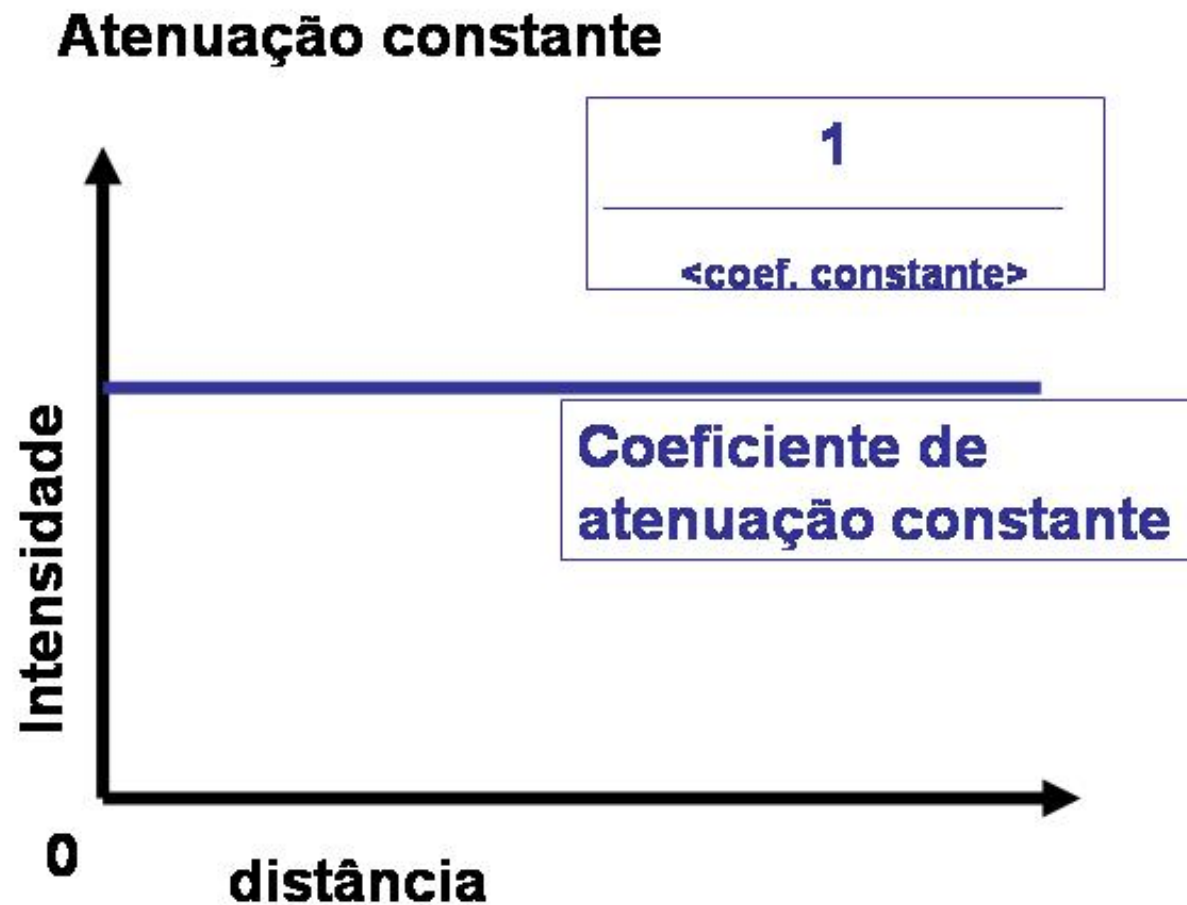 Atenuação constante
1
<coef. constante>
Coeficiente de
atenuação constante
Intensidade
0
distância